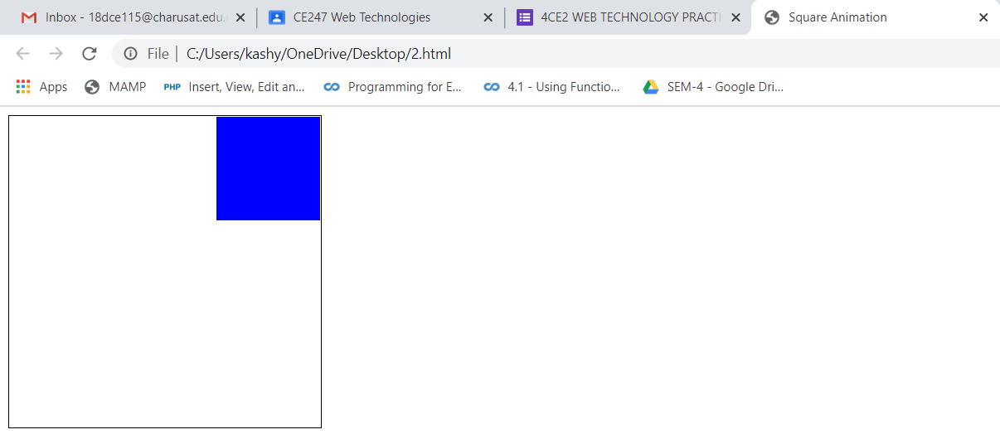 Inbox - 18dce115@charusat.edu. CE247 Web Technologies 4CE2 WEB TECHNOLOGY PRACTI Square Animation
File | C:/Users/kashy/OneDrive/Desktop/2.html
Apps MAMP PHP Insert, View, Edit an... Programming for E... 4.1 - Using Functio... SEM-4 - Google Dri...